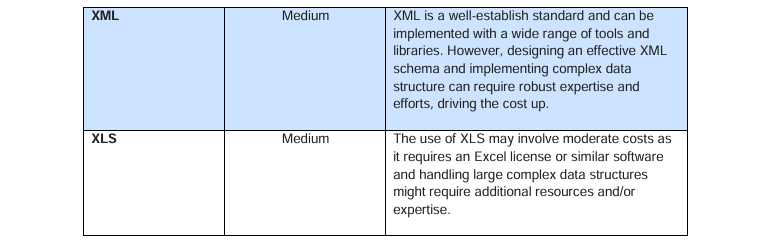 XML
Medium
XML is a well-establish standard and can be
implemented with a wide range of tools and
libraries. However, designing an effective XML
schema and implementing complex data
structure can require robust expertise and
efforts, driving the cost up.
XLS
Medium
The use of XLS may involve moderate costs as
it requires an Excel license or similar software
and handling large complex data structures
might require additional resources and/or
expertise.